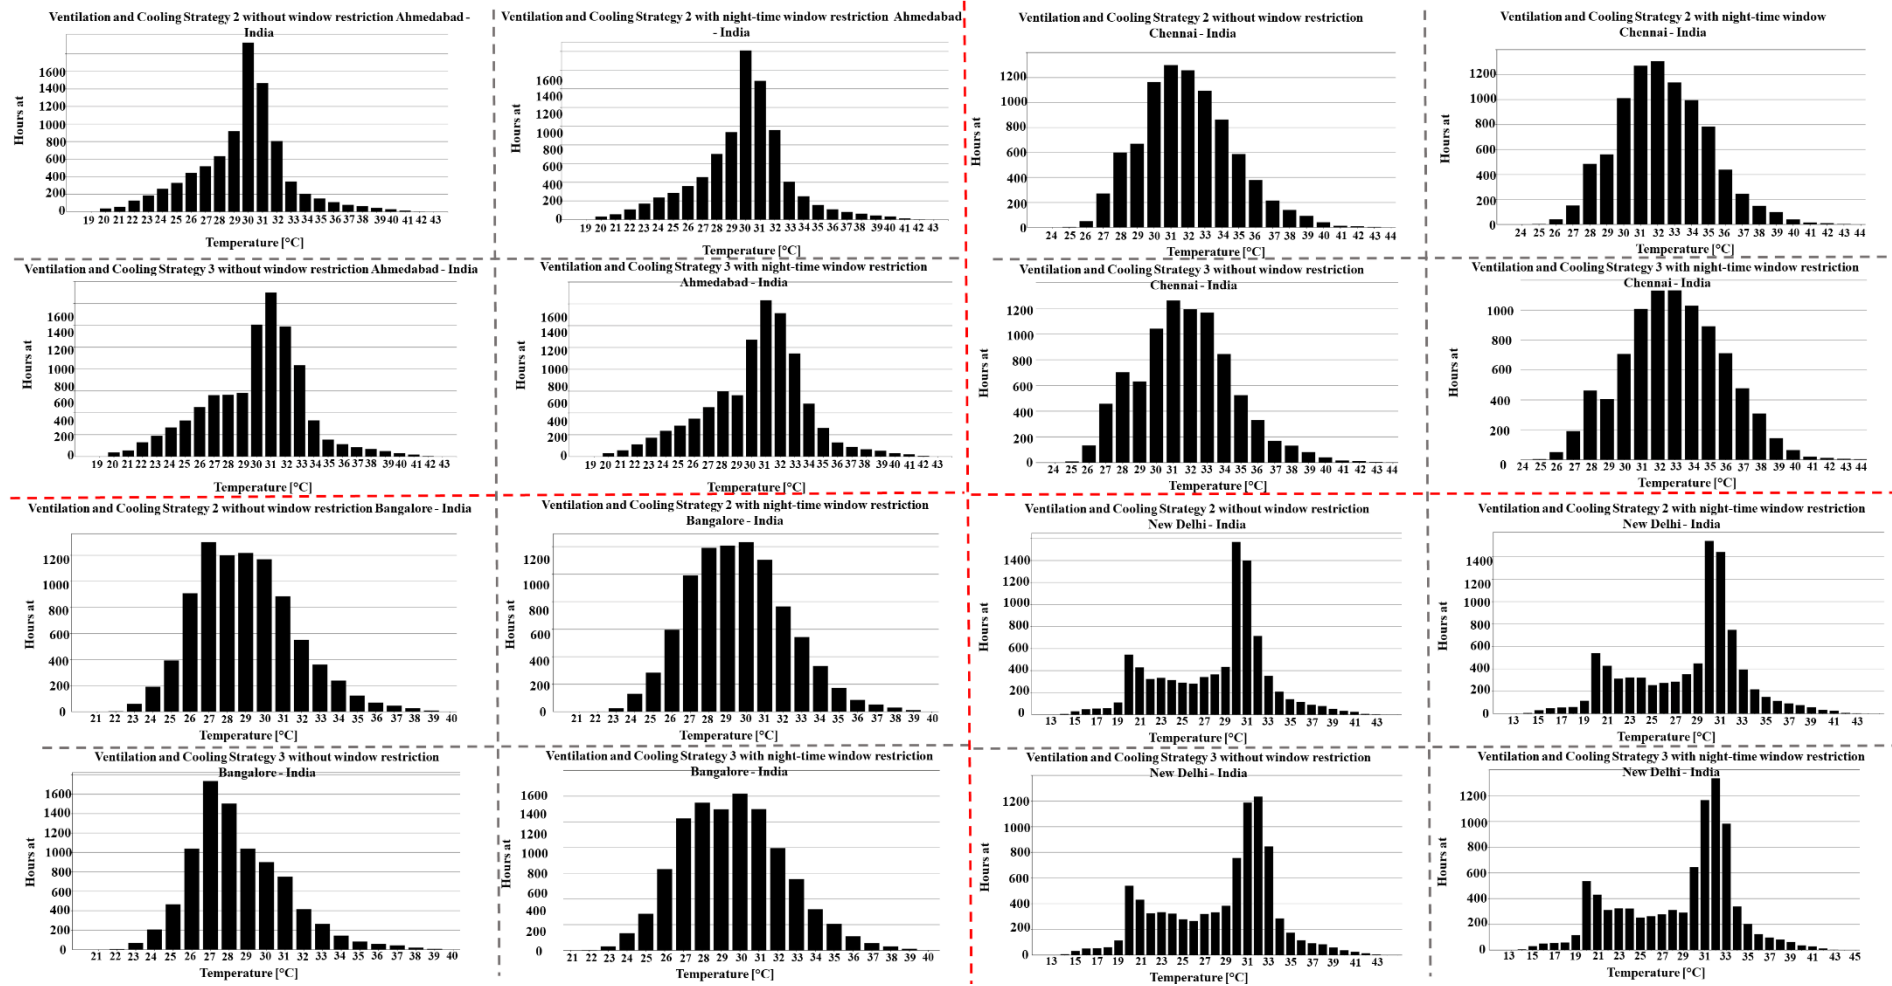 Ventilation and Cooling Strategy 2 without window restriction Ahmedabad -
India
Hours at
1600
1400
1200
1000
800
600
400
200
0
19 20 21 22 23 24 25 26 27 28 29 30 31 32 33 34 35 36 37 38 39 40 41 42 43
Temperature [°C]
Ventilation and Cooling Strategy 2 with night-time window restriction Ahmedabad
- India
Hours at
1600
1400
1200
1000
800
600
400
200
0
19 20 21 22 23 24 25 26 27 28 29 30 31 32 33 34 35 36 37 38 39 40 41 42 43
Temperature [°C]
Ventilation and Cooling Strategy 2 without window restriction
Chennai - India
Hours at
1200
1000
800
600
400
200
0
24 25 26 27 28 29 30 31 32 33 34 35 36 37 38 39 40 41 42 43 44
Temperature [°C]
Ventilation and Cooling Strategy 2 with night-time window
Chennai - India
Hours at
1200
1000
800
600
400
200
0
24 25 26 27 28 29 30 31 32 33 34 35 36 37 38 39 40 41 42 43 44
Temperature [°C]
Ventilation and Cooling Strategy 3 without window restriction Ahmedabad - India
Hours at
1600
1400
1200
1000
800
600
400
200
0
19 20 21 22 23 24 25 26 27 28 29 30 31 32 33 34 35 36 37 38 39 40 41 42 43
Temperature [°C]
Ventilation and Cooling Strategy 3 with night-time window restriction
Ahmedabad - India
Hours at
1600
1400
1200
1000
800
600
400
200
0
19 20 21 22 23 24 25 26 27 28 29 30 31 32 33 34 35 36 37 38 39 40 41 42 43
Temperature [°C]
Ventilation and Cooling Strategy 3 without window restriction
Chennai - India
Hours at
1200
1000
800
600
400
200
0
24 25 26 27 28 29 30 31 32 33 34 35 36 37 38 39 40 41 42 43 44
Temperature [°C]
Ventilation and Cooling Strategy 3 with night-time window restriction
Chennai - India
Hours at
1000
800
600
400
200
0
24 25 26 27 28 29 30 31 32 33 34 35 36 37 38 39 40 41 42 43 44
Temperature [°C]
Ventilation and Cooling Strategy 2 without window restriction Bangalore - India
Hours at
1200
1000
800
600
400
200
0
21 22 23 24 25 26 27 28 29 30 31 32 33 34 35 36 37 38 39 40
Temperature [°C]
Ventilation and Cooling Strategy 2 with night-time window restriction
Bangalore - India
Hours at
1200
1000
800
600
400
200
0
21 22 23 24 25 26 27 28 29 30 31 32 33 34 35 36 37 38 39 40
Temperature [°C]
Ventilation and Cooling Strategy 2 without window restriction
New Delhi - India
Hours at
1400
1200
1000
800
600
400
200
0
13 15 17 19 21 23 25 27 29 31 33 35 37 39 41 43
Temperature [°C]
Ventilation and Cooling Strategy 2 with night-time window restriction
New Delhi - India
Hours at
1400
1200
1000
800
600
400
200
0
13 15 17 19 21 23 25 27 29 31 33 35 37 39 41 43
Temperature [°C]
Ventilation and Cooling Strategy 3 without window restriction
Bangalore - India
Hours at
1600
1400
1200
1000
800
600
400
200
0
21 22 23 24 25 26 27 28 29 30 31 32 33 34 35 36 37 38 39 40
Temperature [°C]
Ventilation and Cooling Strategy 3 with night-time window restriction
Bangalore - India
Hours at
1600
1400
1200
1000
800
600
400
200
0
21 22 23 24 25 26 27 28 29 30 31 32 33 34 35 36 37 38 39 40
Temperature [°C]
Ventilation and Cooling Strategy 3 without window restriction
New Delhi - India
Hours at
1200
1000
800
600
400
200
0
13 15 17 19 21 23 25 27 29 31 33 35 37 39 41 43
Temperature [°C]
Ventilation and Cooling Strategy 3 with night-time window restriction
New Delhi - India
Hours at
1200
1000
800
600
400
200
0
13 15 17 19 21 23 25 27 29 31 33 35 37 39 41 43 45
Temperature [°C]